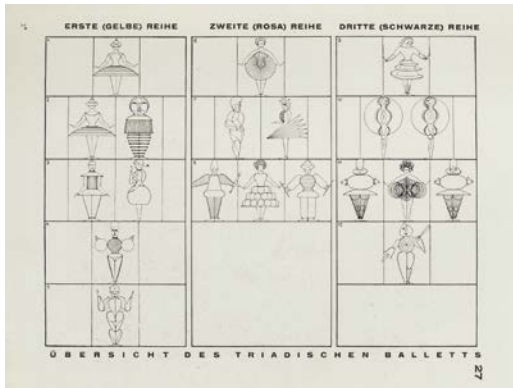 ERSTE (GELBE) REIHE
ZWEITE (ROSA) REIHE
DRITTE (SCHWARZE) REIHE
ÜBERSICHT DES TRIADISCHEN BALLETTS
27